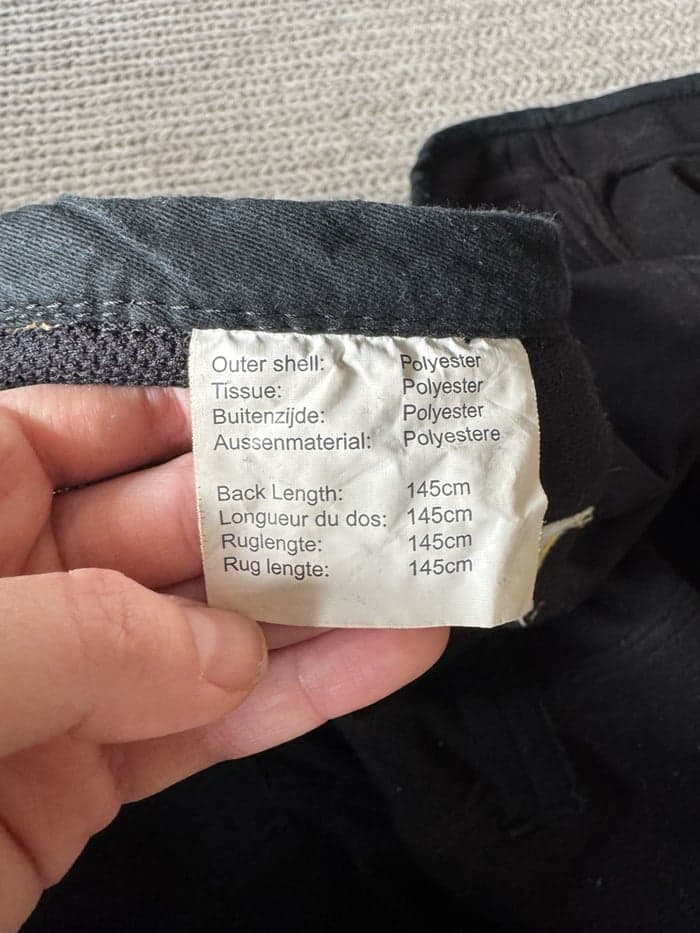 Outer shell: Polyester
Tissue: Polyester
Buitenzijde: Polyester
Aussenmaterial: Polyestere
Back Length: 145cm
Longueur du dos: 145cm
Ruglengte: 145cm
Rug lengte: 145cm